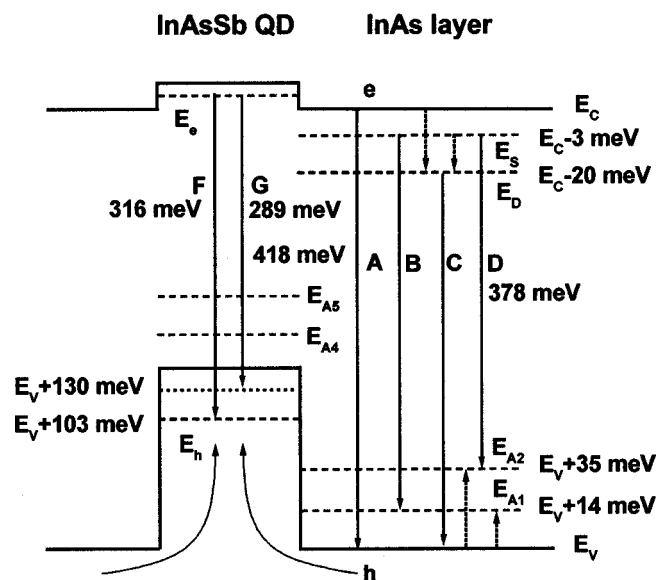 InAsSb QD InAs layer
e
E_C
E_e
E_C-3 meV
E_S
E_C-20 meV
E_D
F G
316 meV 289 meV
418 meV A B C D
378 meV
E_A5
E_A4
E_V+130 meV
E_V+103 meV
E_h
E_A2
E_V+35 meV
E_A1
E_V+14 meV
E_V
h